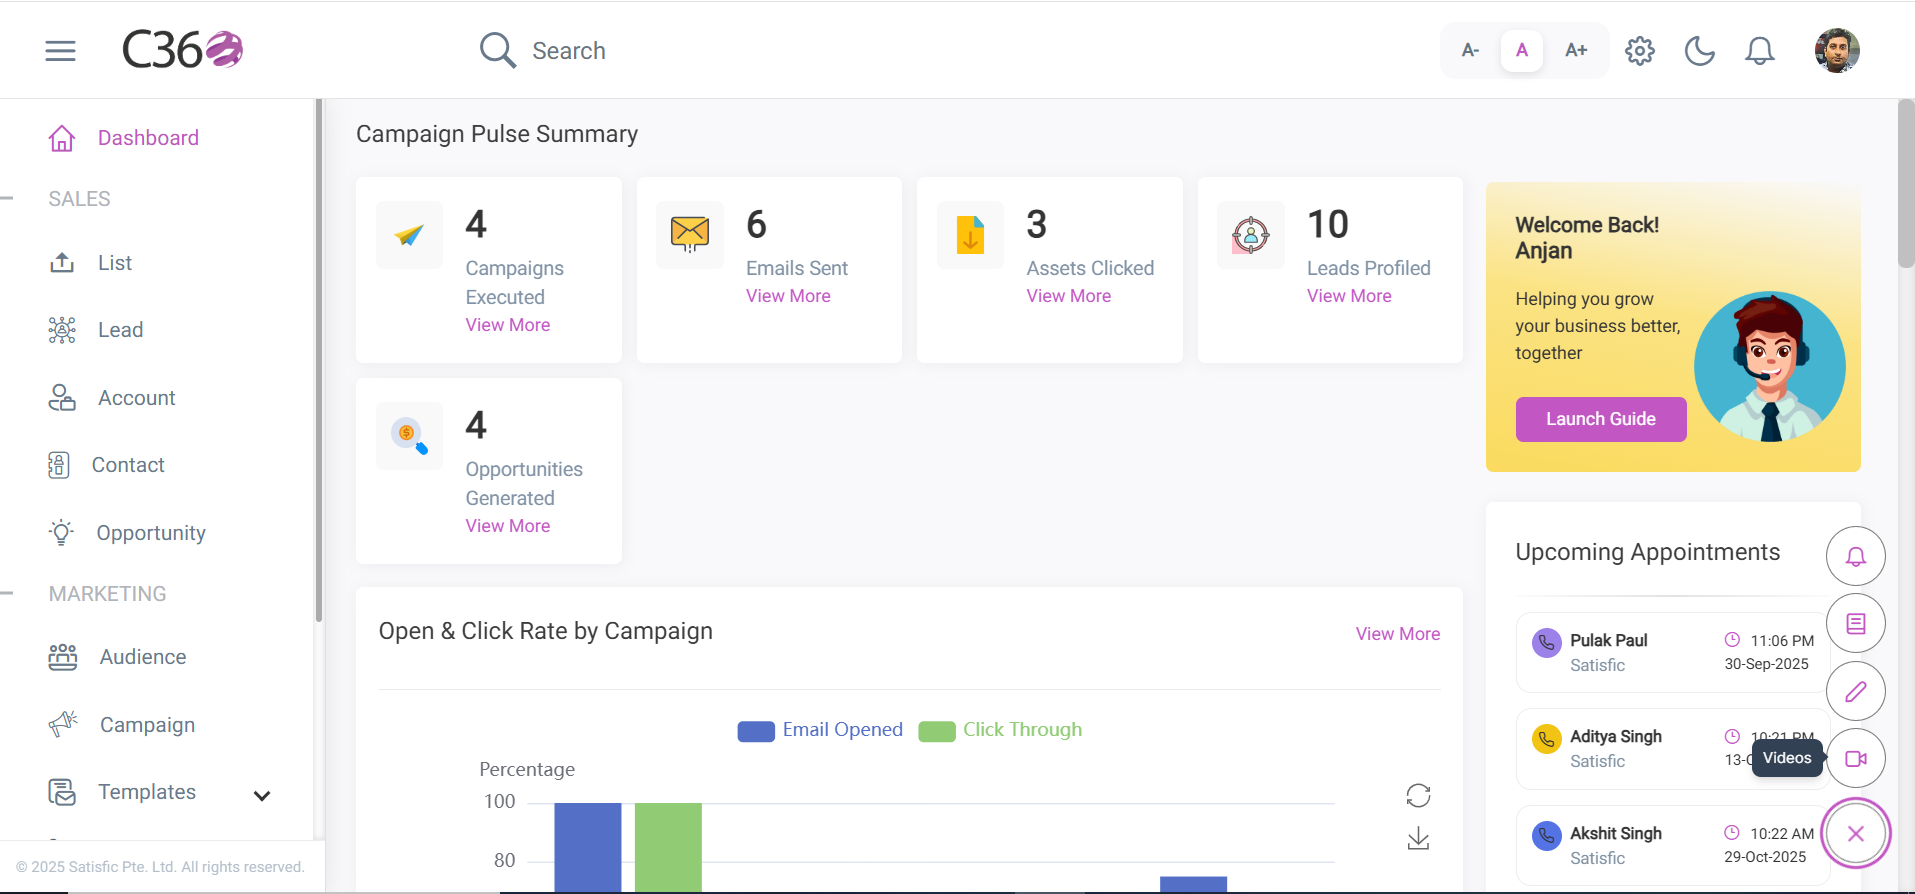 C360
Search
A-
A
A+
Dashboard
SALES
List
Lead
Account
Contact
Opportunity
MARKETING
Audience
Campaign
Templates
© 2025 Satisfic Pte. Ltd. All rights reserved.
Campaign Pulse Summary
4
Campaigns
Executed
View More
6
Emails Sent
View More
3
Assets Clicked
View More
10
Leads Profiled
View More
4
Opportunities
Generated
View More
Open & Click Rate by Campaign
View More
Email Opened
Click Through
Percentage
100
80
Welcome Back!
Anjan
Helping you grow
your business better,
together
Launch Guide
Upcoming Appointments
Pulak Paul
Satisfic
11:06 PM
30-Sep-2025
Aditya Singh
Satisfic
10:21 PM
Videos
Akshit Singh
Satisfic
10:22 AM
29-Oct-2025